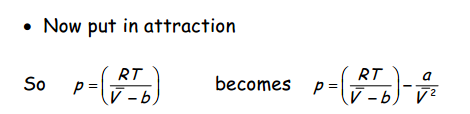 • Now put in attraction
So p = (RT / (V̄ − b)) becomes p = (RT / (V̄ − b)) − a / V̄²